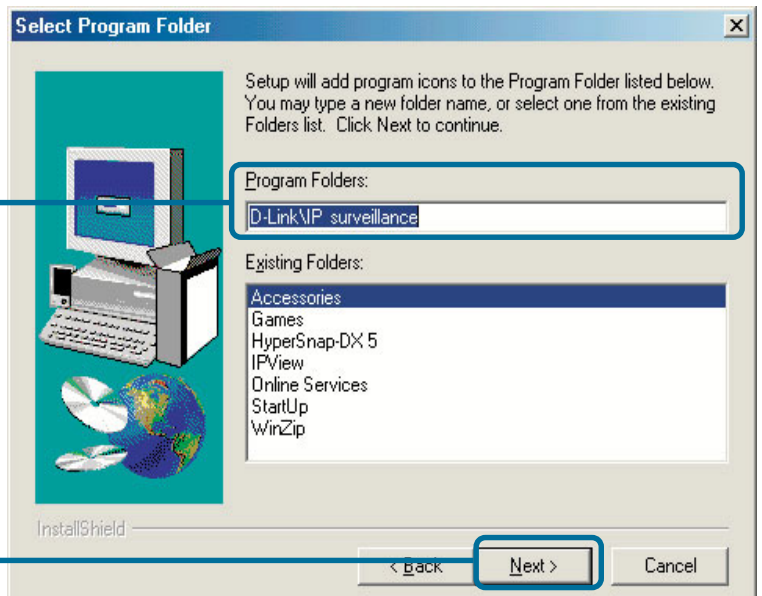 Select Program Folder
Setup will add program icons to the Program Folder listed below.
You may type a new folder name, or select one from the existing
Folders list. Click Next to continue.
Program Folders:
D-Link\IP surveillance
Existing Folders:
Accessories
Games
HyperSnap-DX 5
IPView
Online Services
StartUp
WinZip
InstallShield
< Back
Next >
Cancel